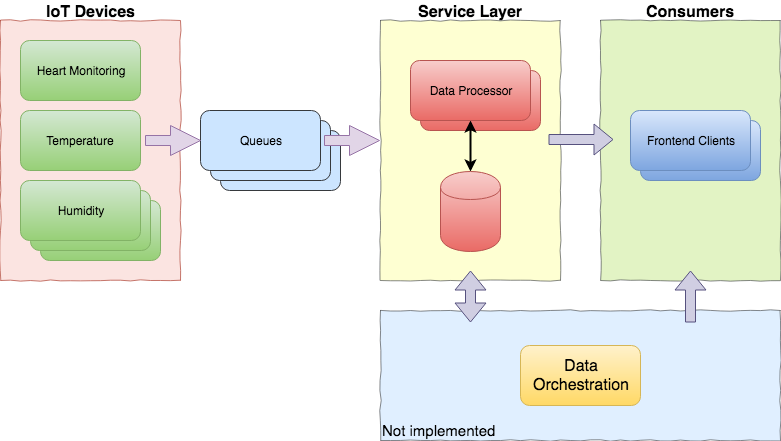 IoT Devices
Service Layer
Consumers
Heart Monitoring
Temperature
Humidity
Queues
Data Processor
Frontend Clients
Data
Orchestration
Not implemented